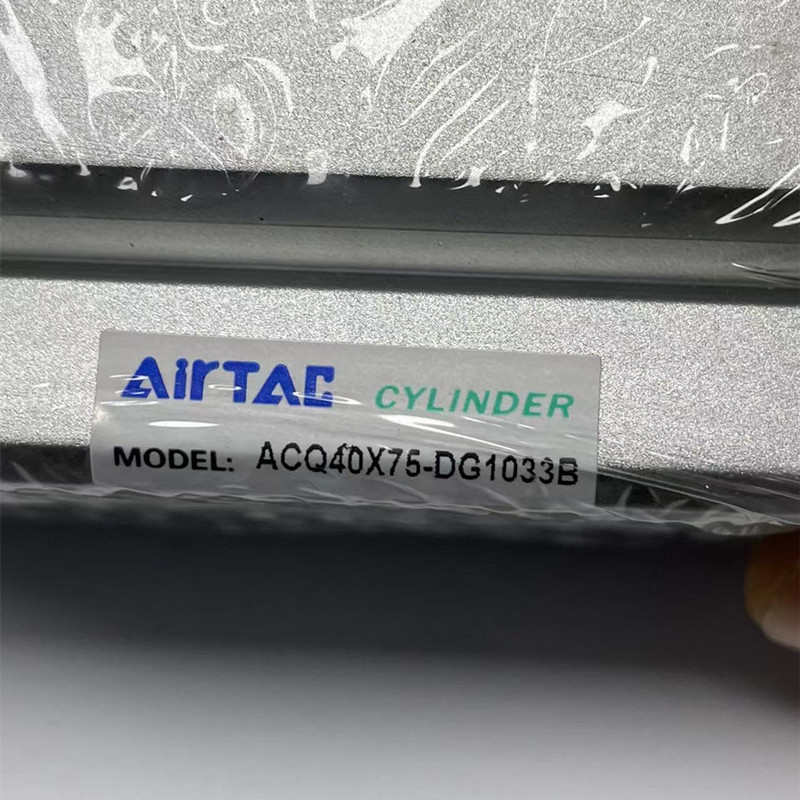 AirTAC CYLINDER
MODEL: ACQ40X75-DG1033B